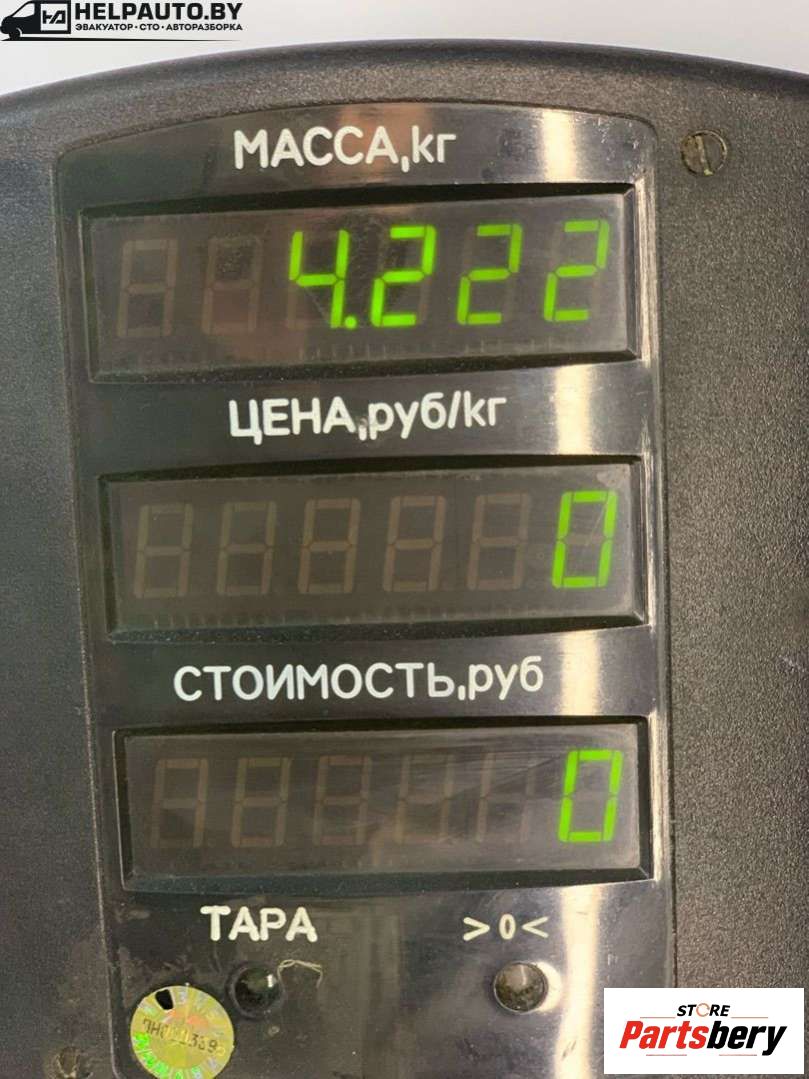 HELPAUTO.BY
ЭВАКУАТОР • СТО • АВТОРАЗБОРКА
МАССА,кг
4.222
ЦЕНА,руб/кг
0
СТОИМОСТЬ,руб
0
ТАРА >0<
STORE
Partsbery